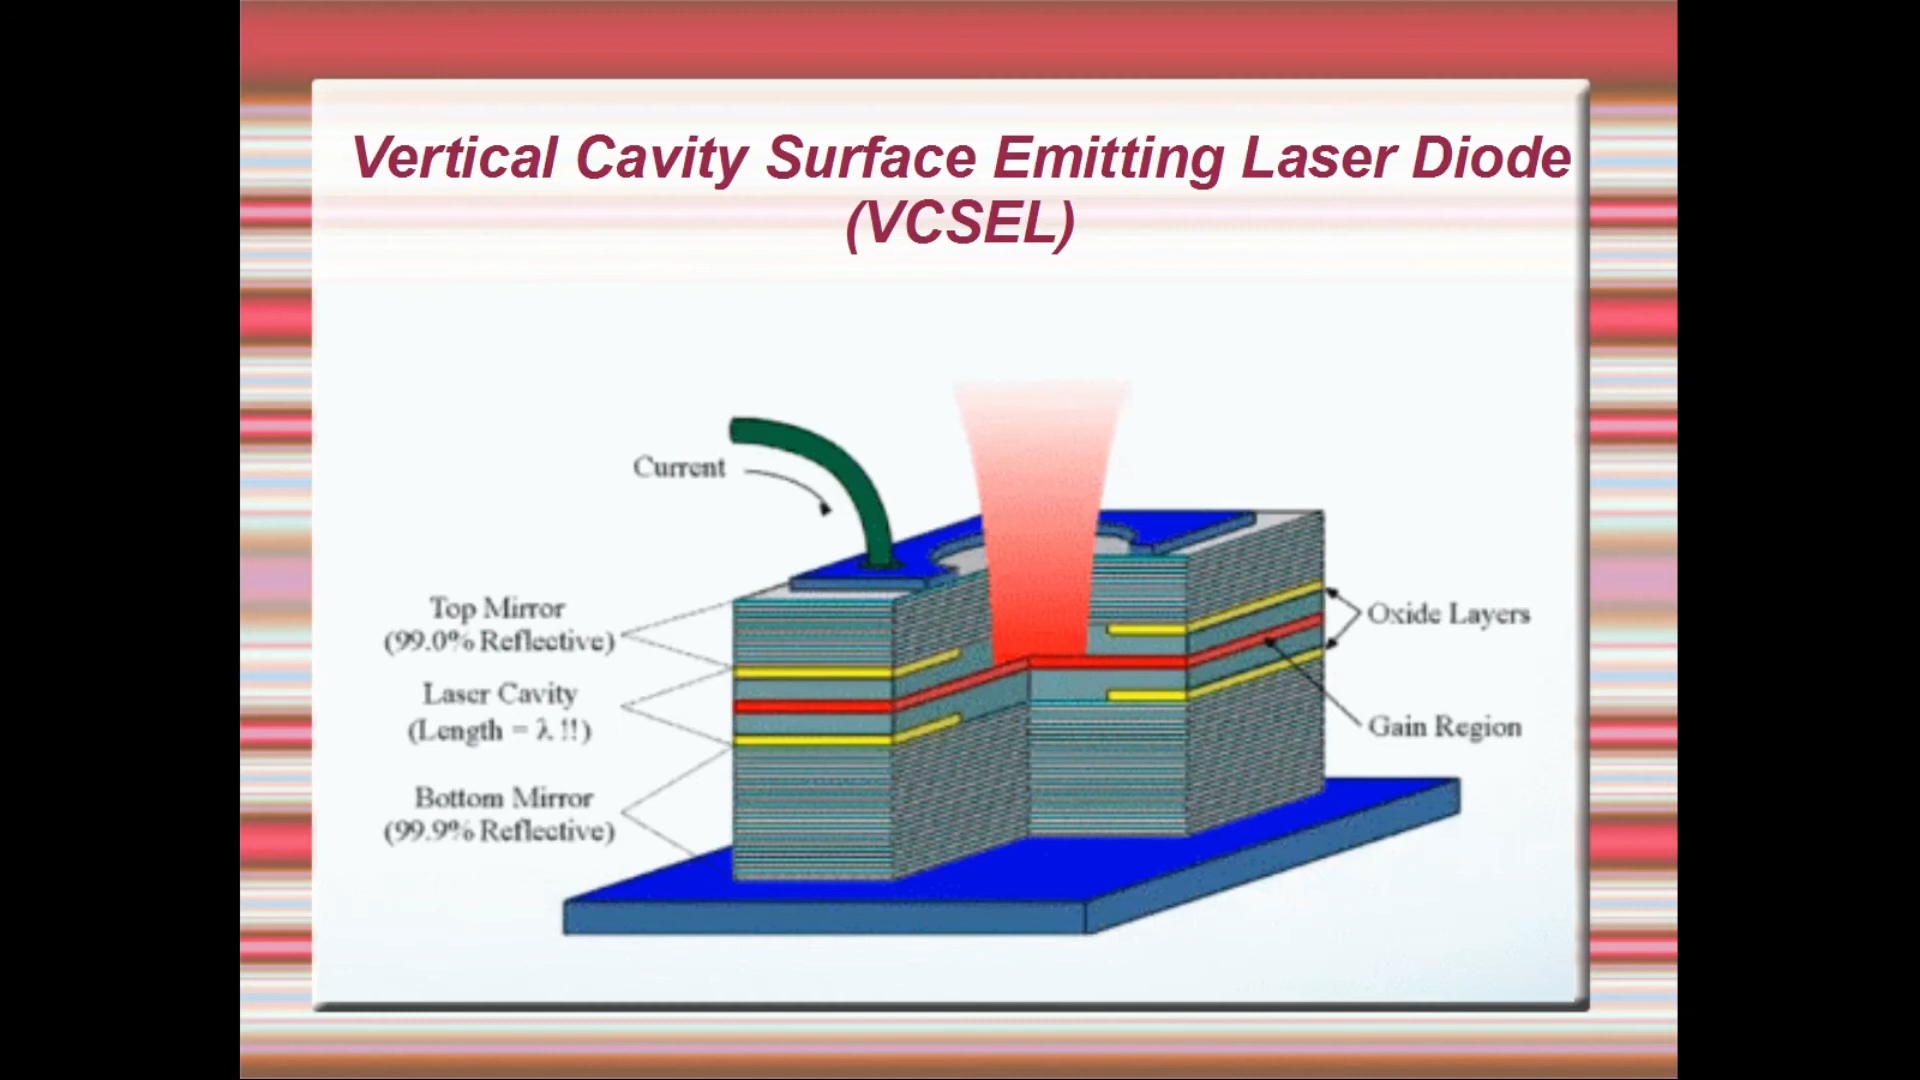 Vertical Cavity Surface Emitting Laser Diode
(VCSEL)
Current
Top Mirror
(99.0% Reflective)
Laser Cavity
(Length = λ !!)
Bottom Mirror
(99.9% Reflective)
Oxide Layers
Gain Region